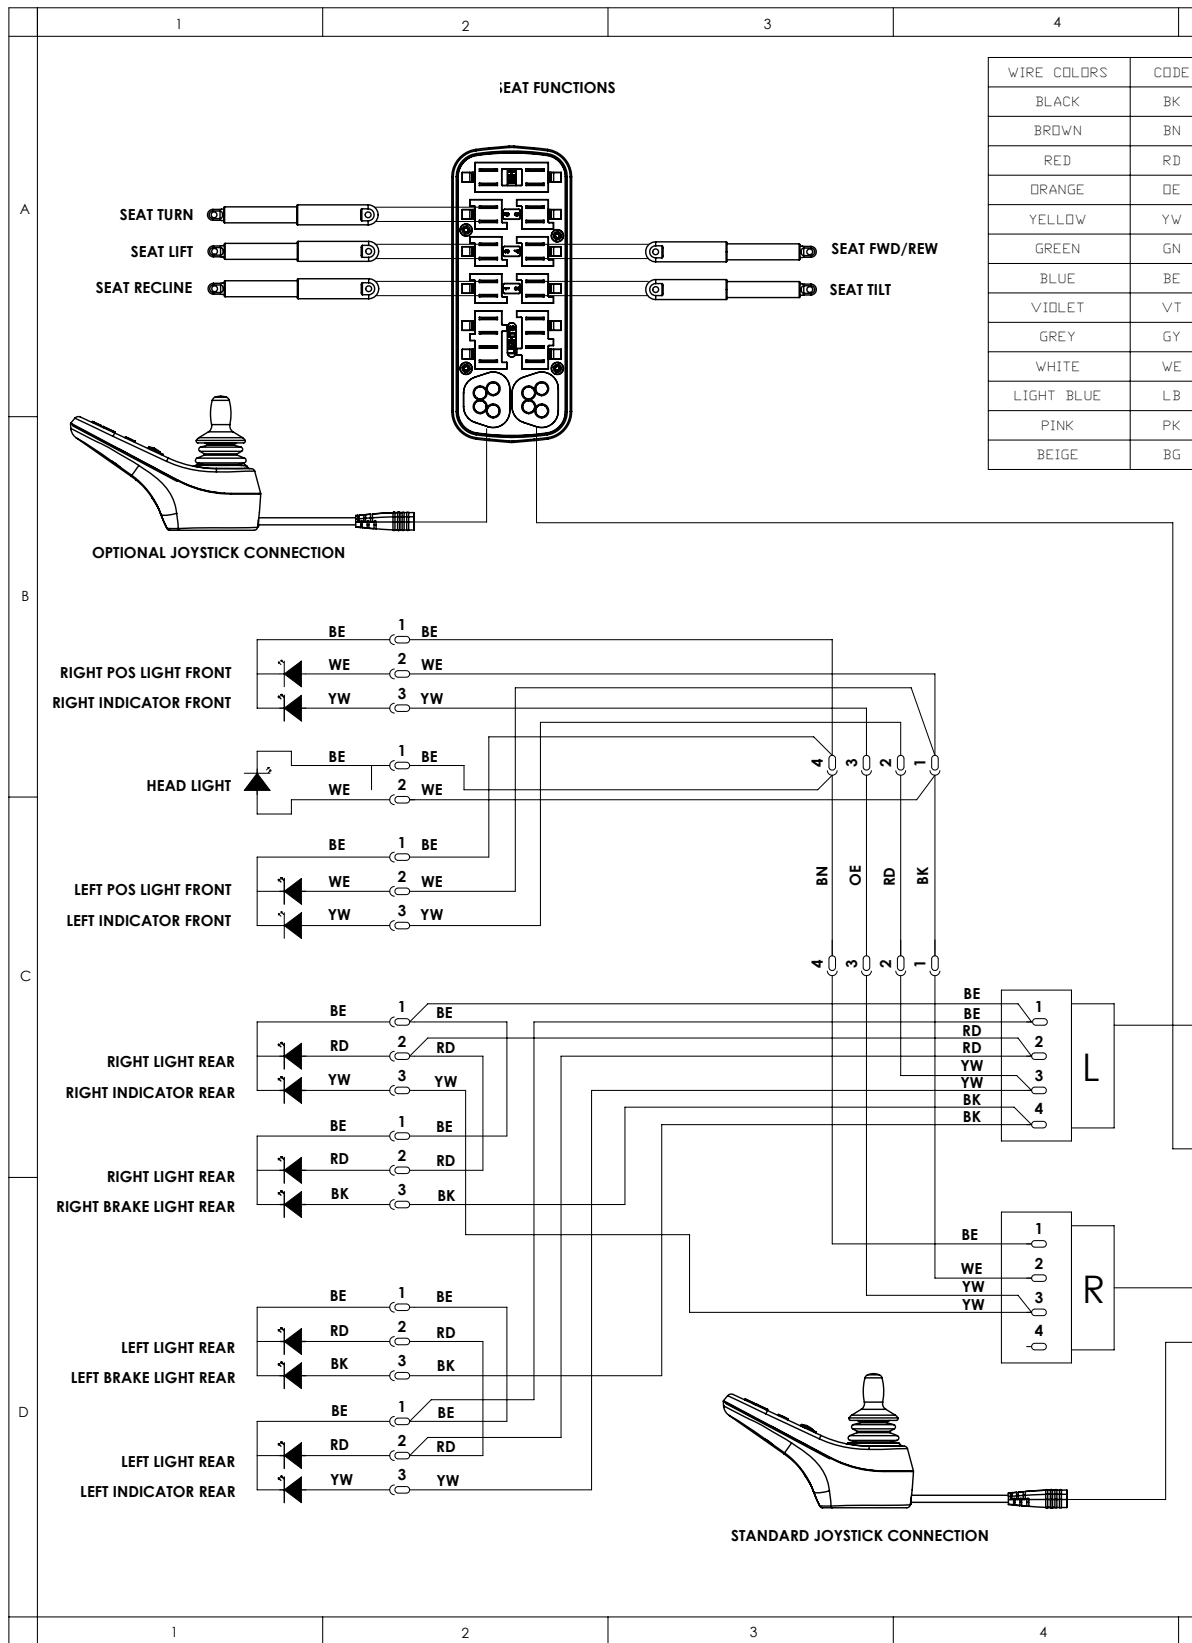 1 2 3 4
SEAT FUNCTIONS
WIRE COLORS CODE
BLACK BK
BROWN BN
RED RD
ORANGE OE
YELLOW YW
GREEN GN
BLUE BE
VIOLET VT
GREY GY
WHITE WE
LIGHT BLUE LB
PINK PK
BEIGE BG
A
SEAT TURN
SEAT LIFT
SEAT FWD/REW
SEAT RECLINE
SEAT TILT
OPTIONAL JOYSTICK CONNECTION
B
BE 1 BE
RIGHT POS LIGHT FRONT WE 2 WE
RIGHT INDICATOR FRONT YW 3 YW
BE 1 BE
4 3 2 1
HEAD LIGHT WE 2 WE
BE 1 BE
LEFT POS LIGHT FRONT WE 2 WE
BN OE RD BK
LEFT INDICATOR FRONT YW 3 YW
C
4 3 2 1
BE 1 BE
RIGHT LIGHT REAR RD 2 RD
RIGHT INDICATOR REAR YW 3 YW
BE 1 BE
RIGHT LIGHT REAR RD 2 RD
RIGHT BRAKE LIGHT REAR BK 3 BK
BE
BE 1
RD
RD 2
YW
YW 3
BK
BK 4
L
BE 1
WE 2
YW
YW 3
4
R
BE 1 BE
LEFT LIGHT REAR RD 2 RD
LEFT BRAKE LIGHT REAR BK 3 BK
D
BE 1 BE
LEFT LIGHT REAR RD 2 RD
LEFT INDICATOR REAR YW 3 YW
STANDARD JOYSTICK CONNECTION
1 2 3 4